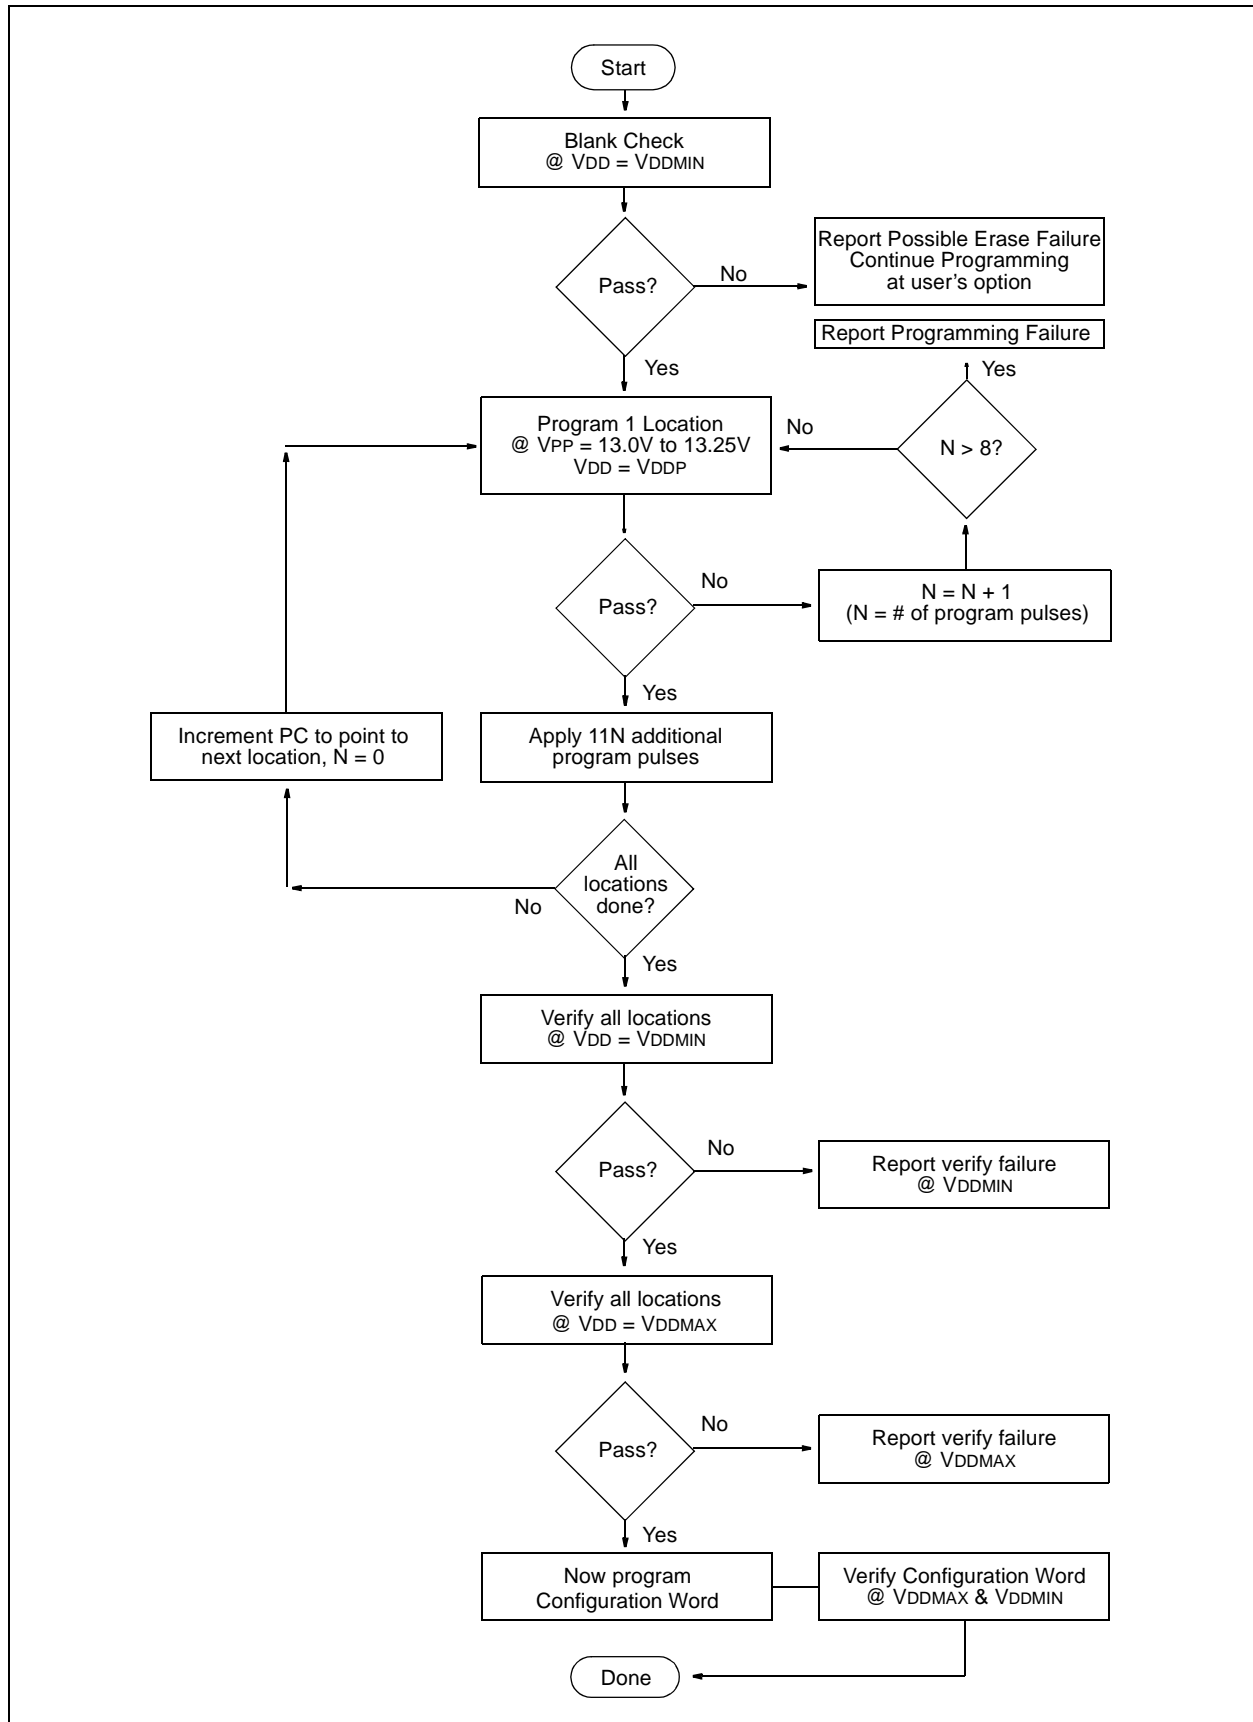 Start
Blank Check
@ VDD = VDDMIN
Report Possible Erase Failure
Continue Programming
at user's option
Pass?
No
Report Programming Failure
Yes
Yes
Program 1 Location
@ VPP = 13.0V to 13.25V
VDD = VDDP
No
N > 8?
Pass?
No
N = N + 1
(N = # of program pulses)
Yes
Increment PC to point to
next location, N = 0
Apply 11N additional
program pulses
All
locations
done?
No
Yes
Verify all locations
@ VDD = VDDMIN
Pass?
No
Report verify failure
@ VDDMIN
Yes
Verify all locations
@ VDD = VDDMAX
Pass?
No
Report verify failure
@ VDDMAX
Yes
Now program
Configuration Word
Verify Configuration Word
@ VDDMAX & VDDMIN
Done